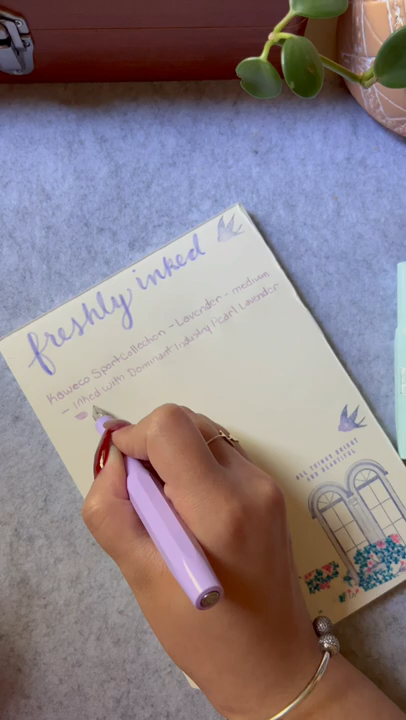 freshly inked
Kaweco Sport Collection - Lavender - medium
- Inked with Dominant Industry Pearl Lavender
ALL THINGS BRIGHT
AND BEAUTIFUL